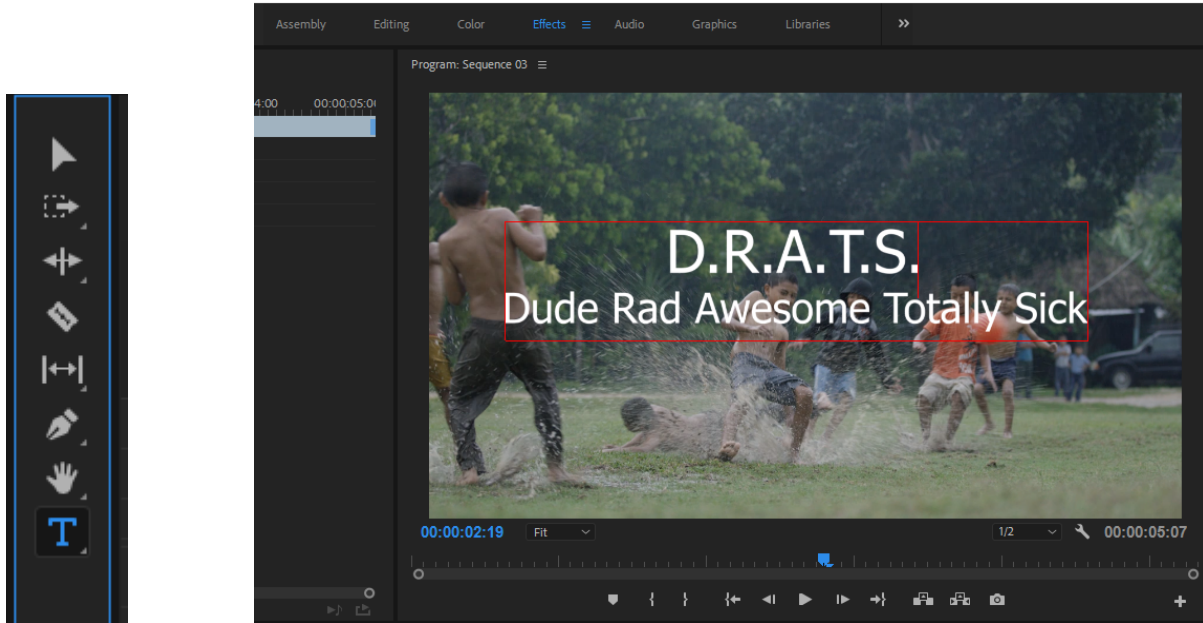 Assembly Editing Color Effects Audio Graphics Libraries
Program: Sequence 03
4:00 00:00:05:0
D.R.A.T.S.
Dude Rad Awesome Totally Sick
00:00:02:19 Fit 1/2 00:00:05:07
T